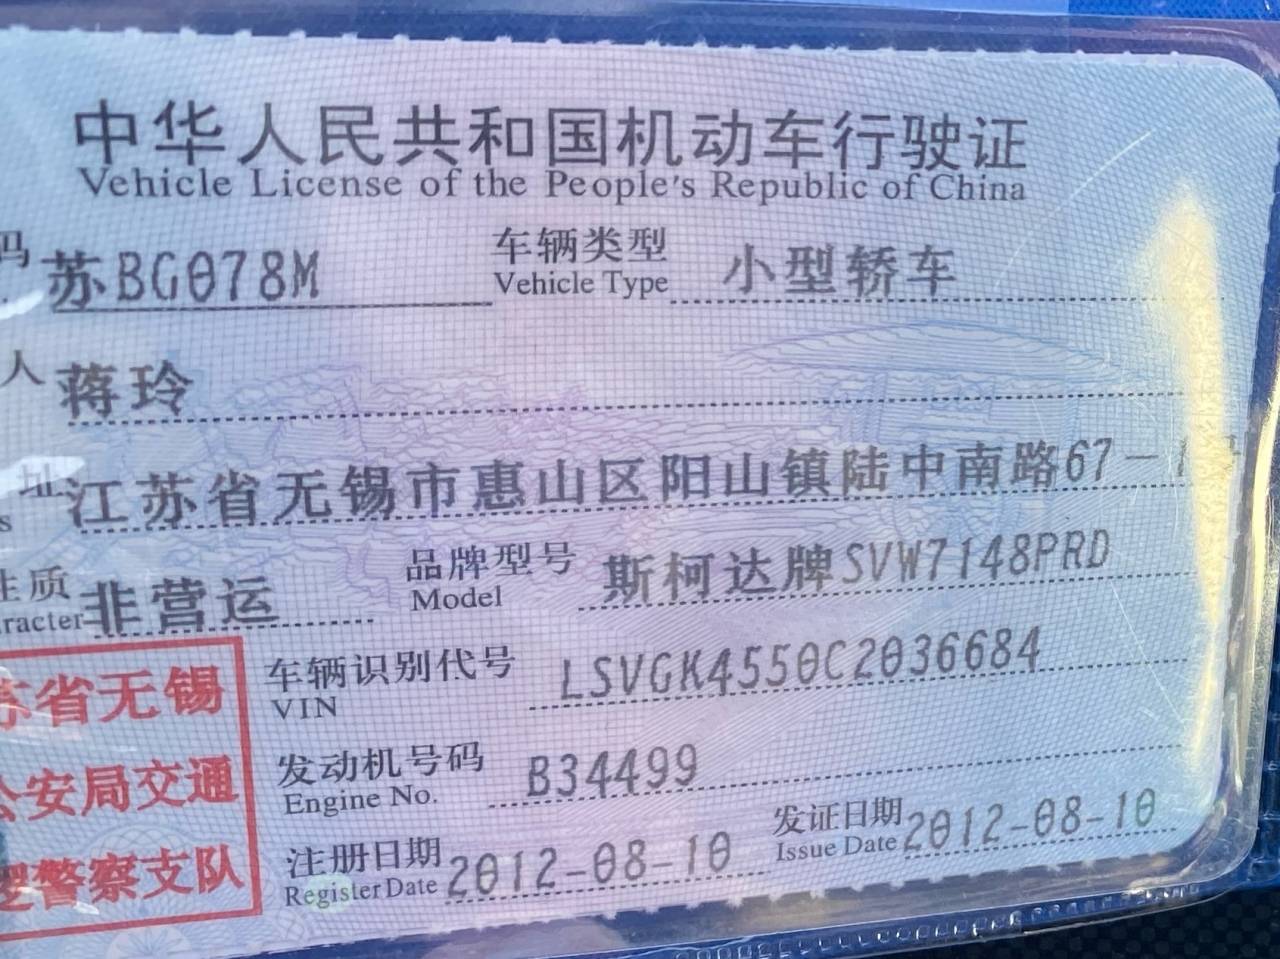 中华人民共和国机动车行驶证
Vehicle License of the People's Republic of China
码 苏BG078M 车辆类型 Vehicle Type 小型轿车
人 蒋玲
址 江苏省无锡市惠山区阳山镇陆中南路67-1号
非营运 品牌型号 Model 斯柯达牌SVW7148PRD
性质
racter
车辆识别代号 VIN LSVGK4550C2036684
发动机号码 Engine No. B34499
注册日期 Register Date 2012-08-10 发证日期 Issue Date 2012-08-10
苏省无锡
公安局交通
警察支队